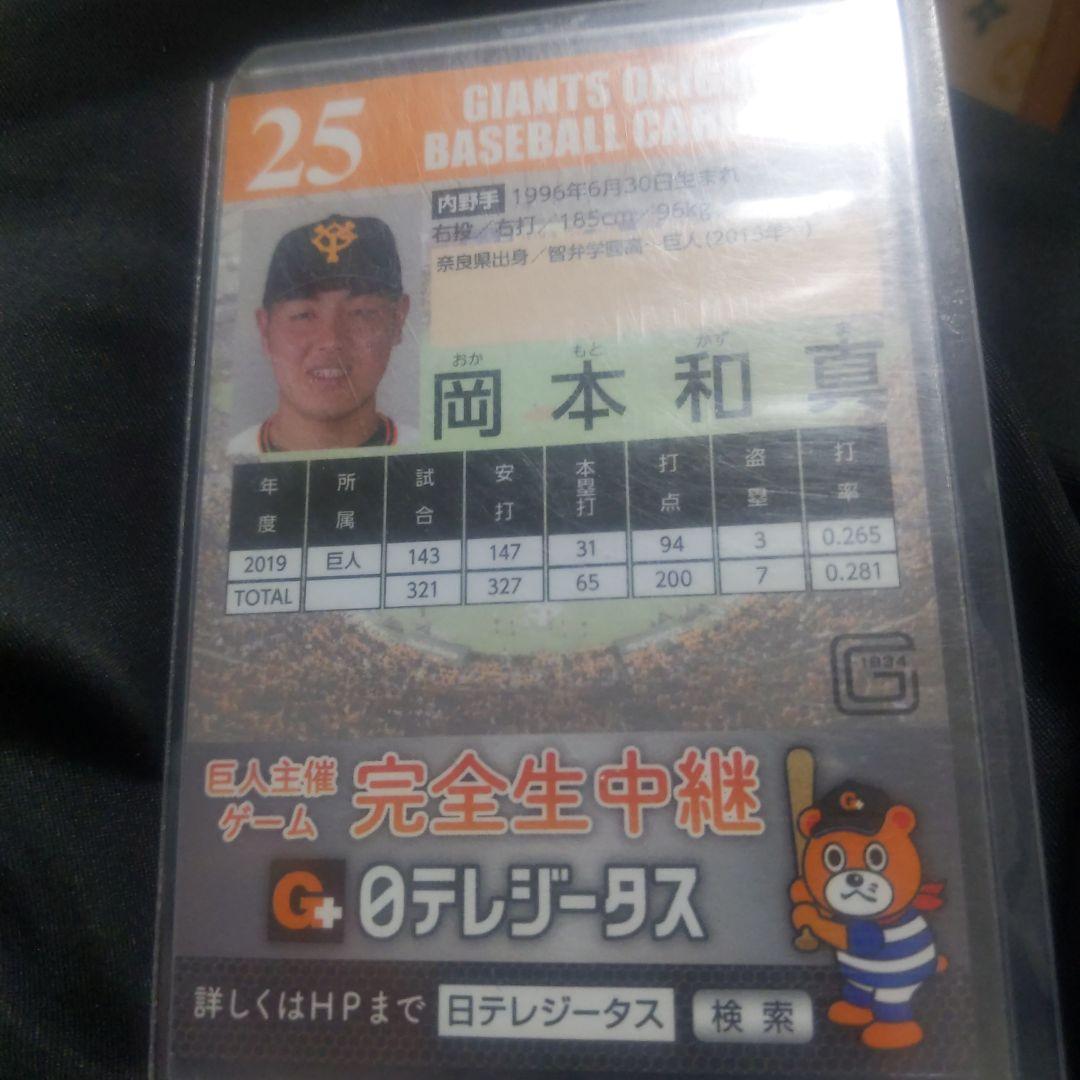 25
GIANTS
BASEBALL
内野手 1996年6月30日生まれ
右投/右打/185cm/96kg
奈良県出身/智弁学園高〜巨人(2015年〜)
おか もと かず ま
岡本和真
年度 所属 試合 安打 本塁打 打点 盗塁 打率
2019 巨人 143 147 31 94 3 0.265
TOTAL 321 327 65 200 7 0.281
G 1934
巨人主催
ゲーム
完全生中継
G+ 日テレジータス
G+
詳しくはHPまで 日テレジータス 検索